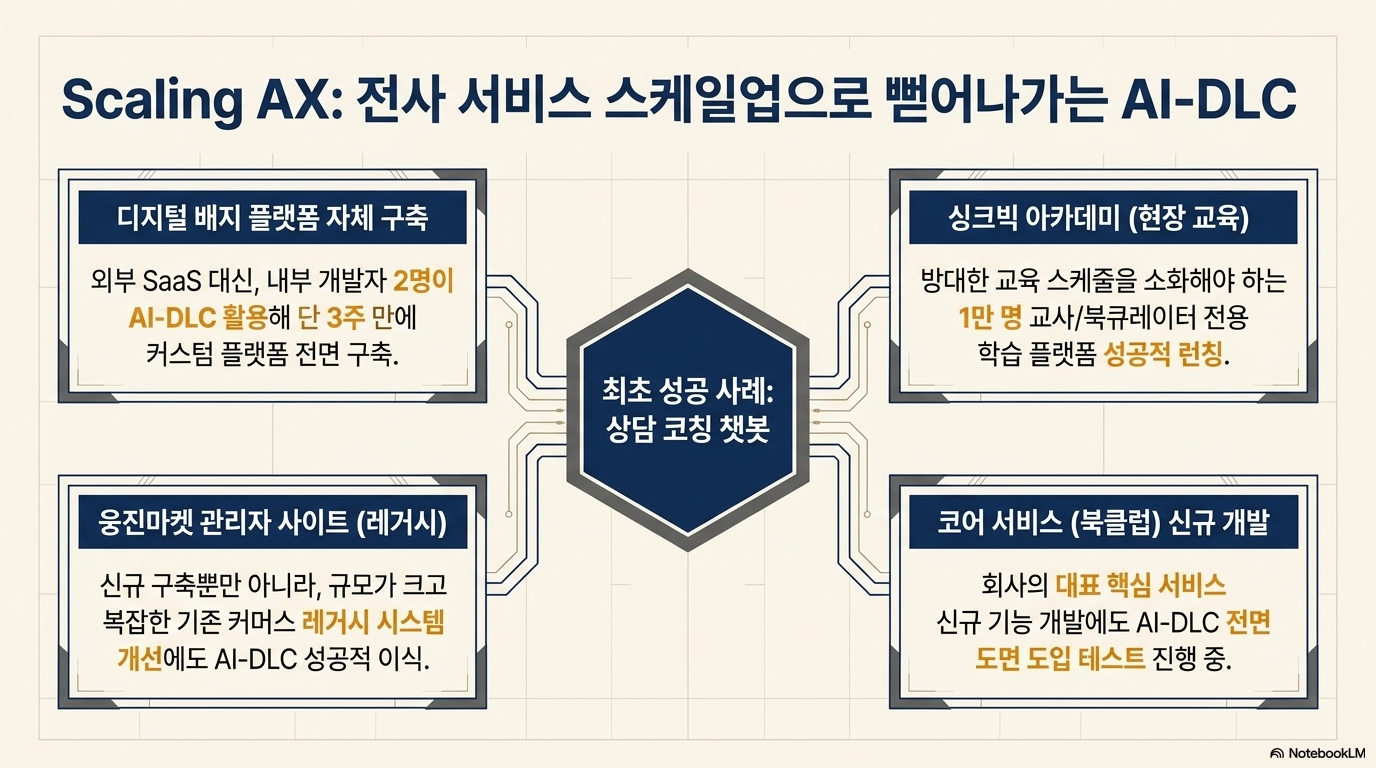 Scaling AX: 전사 서비스 스케일업으로 뻗어나가는 AI-DLC
디지털 배지 플랫폼 자체 구축
외부 SaaS 대신, 내부 개발자 2명이
AI-DLC 활용해 단 3주 만에
커스텀 플랫폼 전면 구축.
싱크빅 아카데미 (현장 교육)
방대한 교육 스케줄을 소화해야 하는
1만 명 교사/북큐레이터 전용
학습 플랫폼 성공적 런칭.
최초 성공 사례:
상담 코칭 챗봇
웅진마켓 관리자 사이트 (레거시)
신규 구축뿐만 아니라, 규모가 크고
복잡한 기존 커머스 레거시 시스템
개선에도 AI-DLC 성공적 이식.
코어 서비스 (북클럽) 신규 개발
회사의 대표 핵심 서비스
신규 기능 개발에도 AI-DLC 전면
도면 도입 테스트 진행 중.
NotebookLM